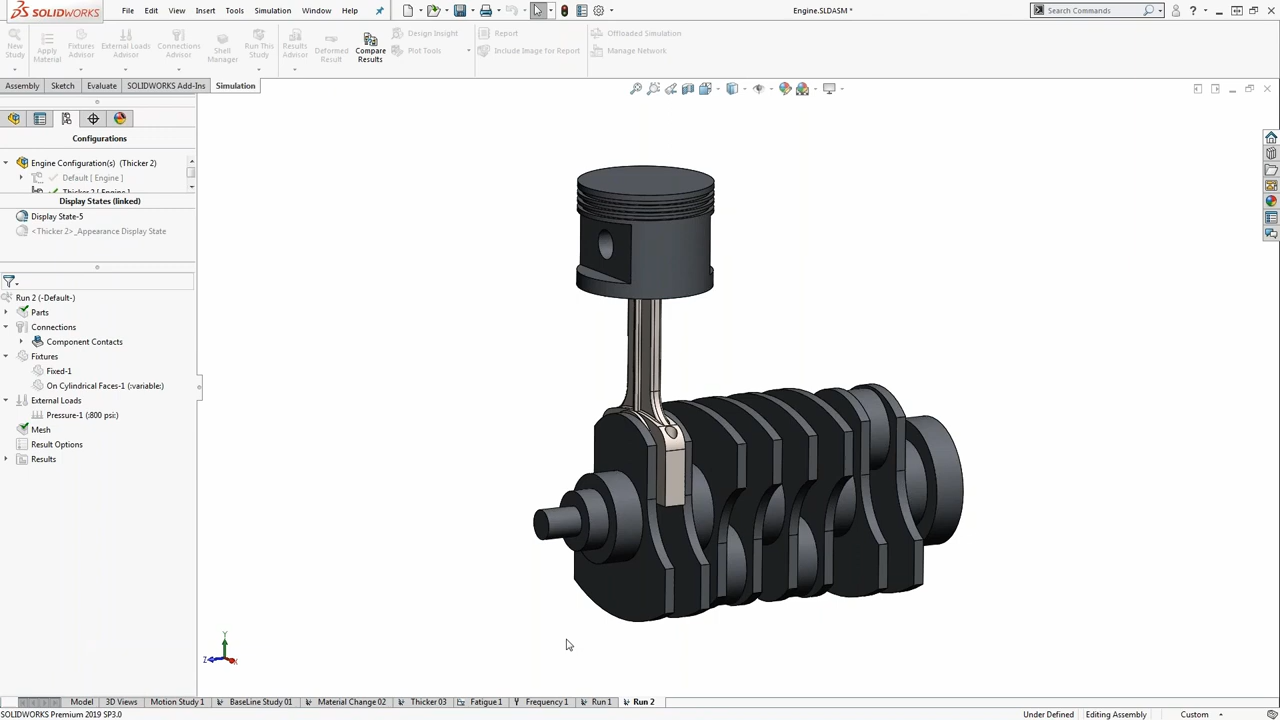 SOLIDWORKS File Edit View Insert Tools Simulation Window Help Engine.SLDASM * Search Commands
New Study Apply Material Fixtures Advisor External Loads Advisor Connections Advisor Shell Manager Run This Study Results Advisor Deformed Result Compare Results Design Insight Plot Tools Report Include Image for Report Offloaded Simulation Manage Network
Assembly Sketch Evaluate SOLIDWORKS Add-Ins Simulation
Configurations
Engine Configuration(s) (Thicker 2)
Default [ Engine ]
Thicker 2 [ Engine ]
Display States (linked)
Display State-5
<Thicker 2>_Appearance Display State
Run 2 (-Default-)
Parts
Connections
Component Contacts
Fixtures
Fixed-1
On Cylindrical Faces-1 (:variable:)
External Loads
Pressure-1 (:800 psi:)
Mesh
Result Options
Results
Y
Z X
Model 3D Views Motion Study 1 BaseLine Study 01 Material Change 02 Thicker 03 Fatigue 1 Frequency 1 Run 1 Run 2
SOLIDWORKS Premium 2019 SP3.0 Under Defined Editing Assembly Custom